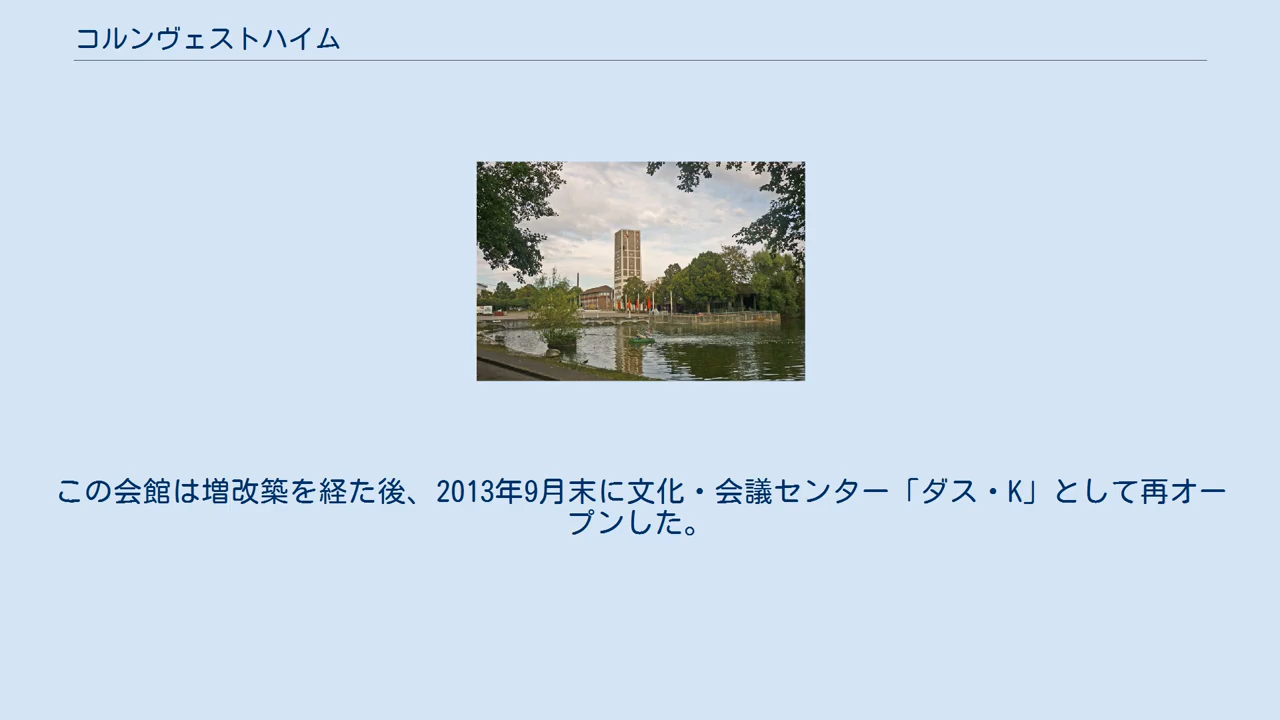 コルンヴェストハイム
この会館は増改築を経た後、2013年9月末に文化・会議センター「ダス・K」として再オー
プンした。